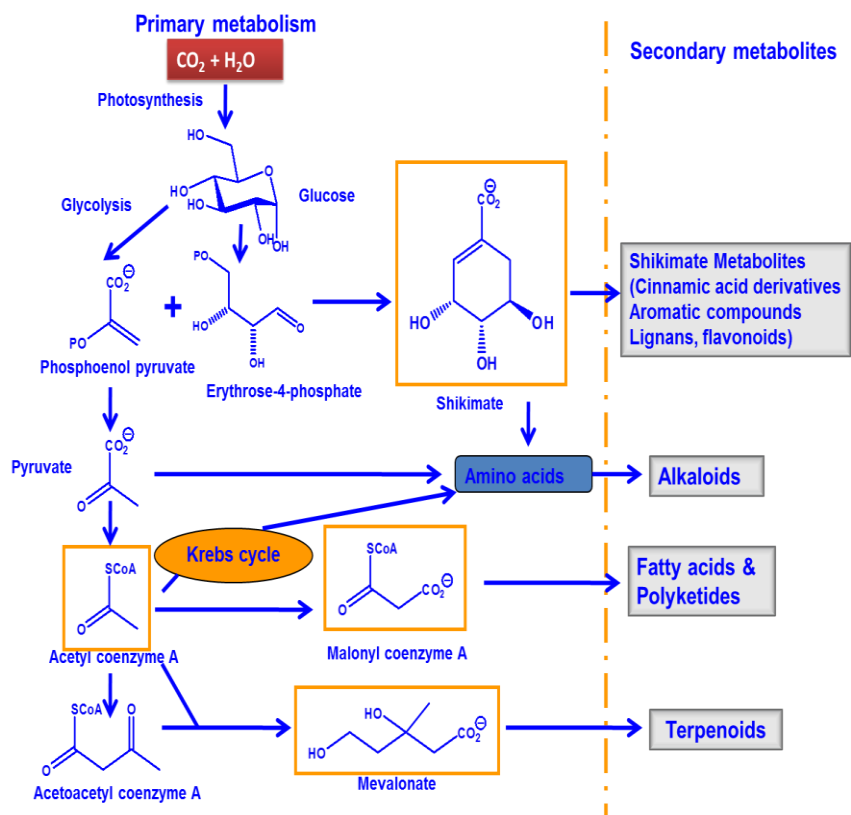 Primary metabolism
CO2 + H2O
Secondary metabolites
Photosynthesis
HO
O
HO
HO
OH
OH
Glucose
Glycolysis
CO2 ⊖
PO
Phosphoenol pyruvate
+
PO
HO
O
OH
Erythrose-4-phosphate
CO2 ⊖
HO
OH
OH
Shikimate
Shikimate Metabolites
(Cinnamic acid derivatives
Aromatic compounds
Lignans, flavonoids)
Pyruvate
CO2 ⊖
O
Amino acids
Alkaloids
Krebs cycle
SCoA
O
Acetyl coenzyme A
SCoA
O
CO2 ⊖
Malonyl coenzyme A
Fatty acids &
Polyketides
SCoA
O
O
Acetoacetyl coenzyme A
HO
CO2 ⊖
HO
Mevalonate
Terpenoids